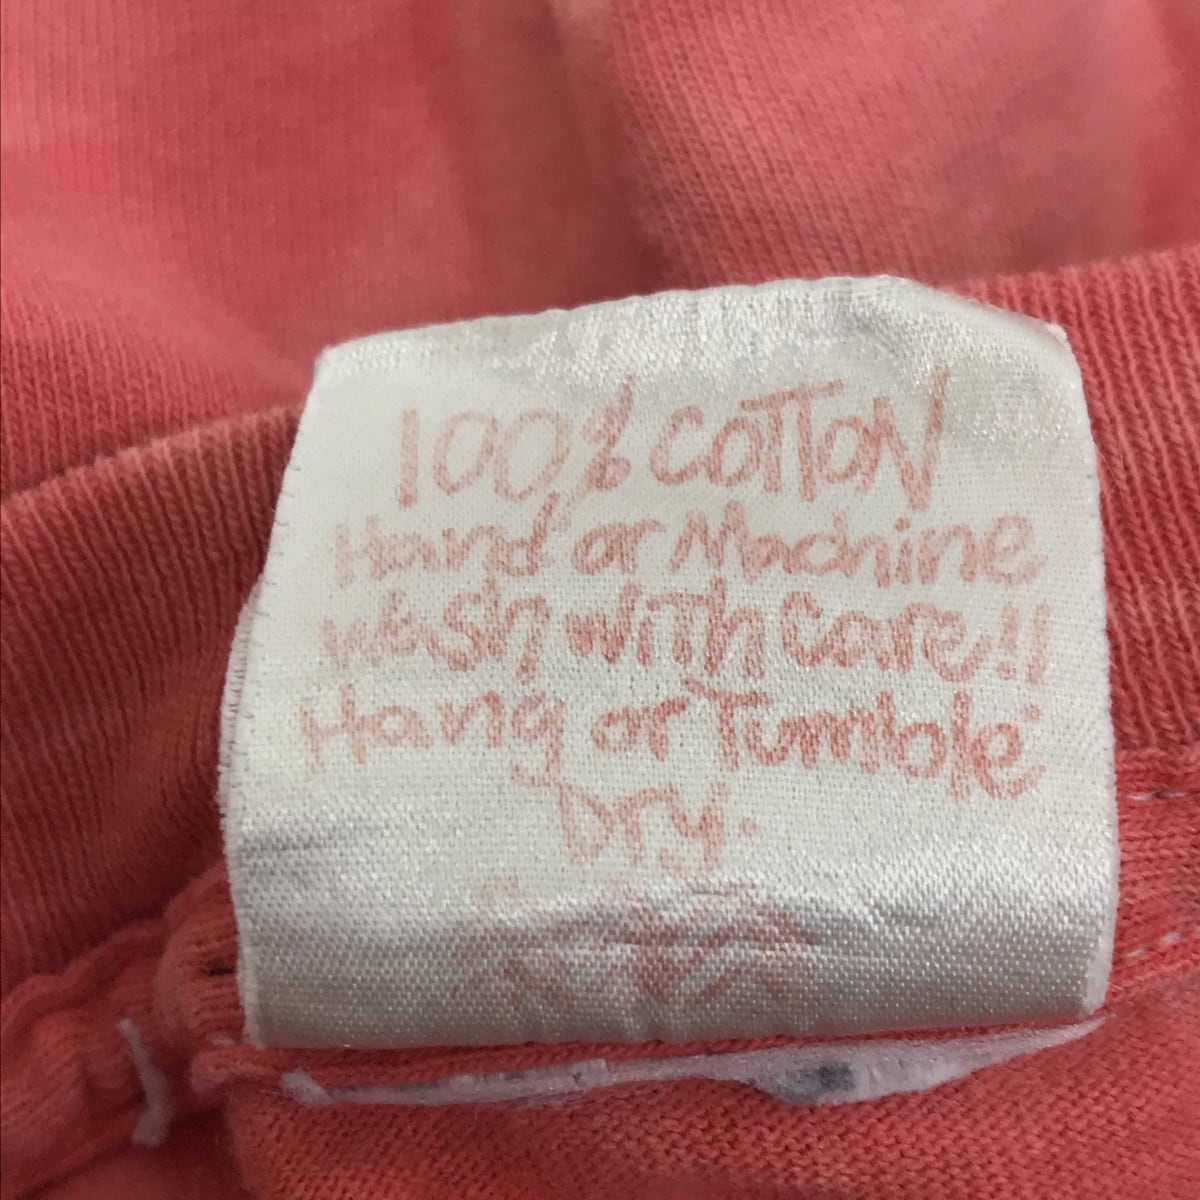 100% COTTON
Hand or Machine
Wash with care!!
Hang or Tumble
Dry.